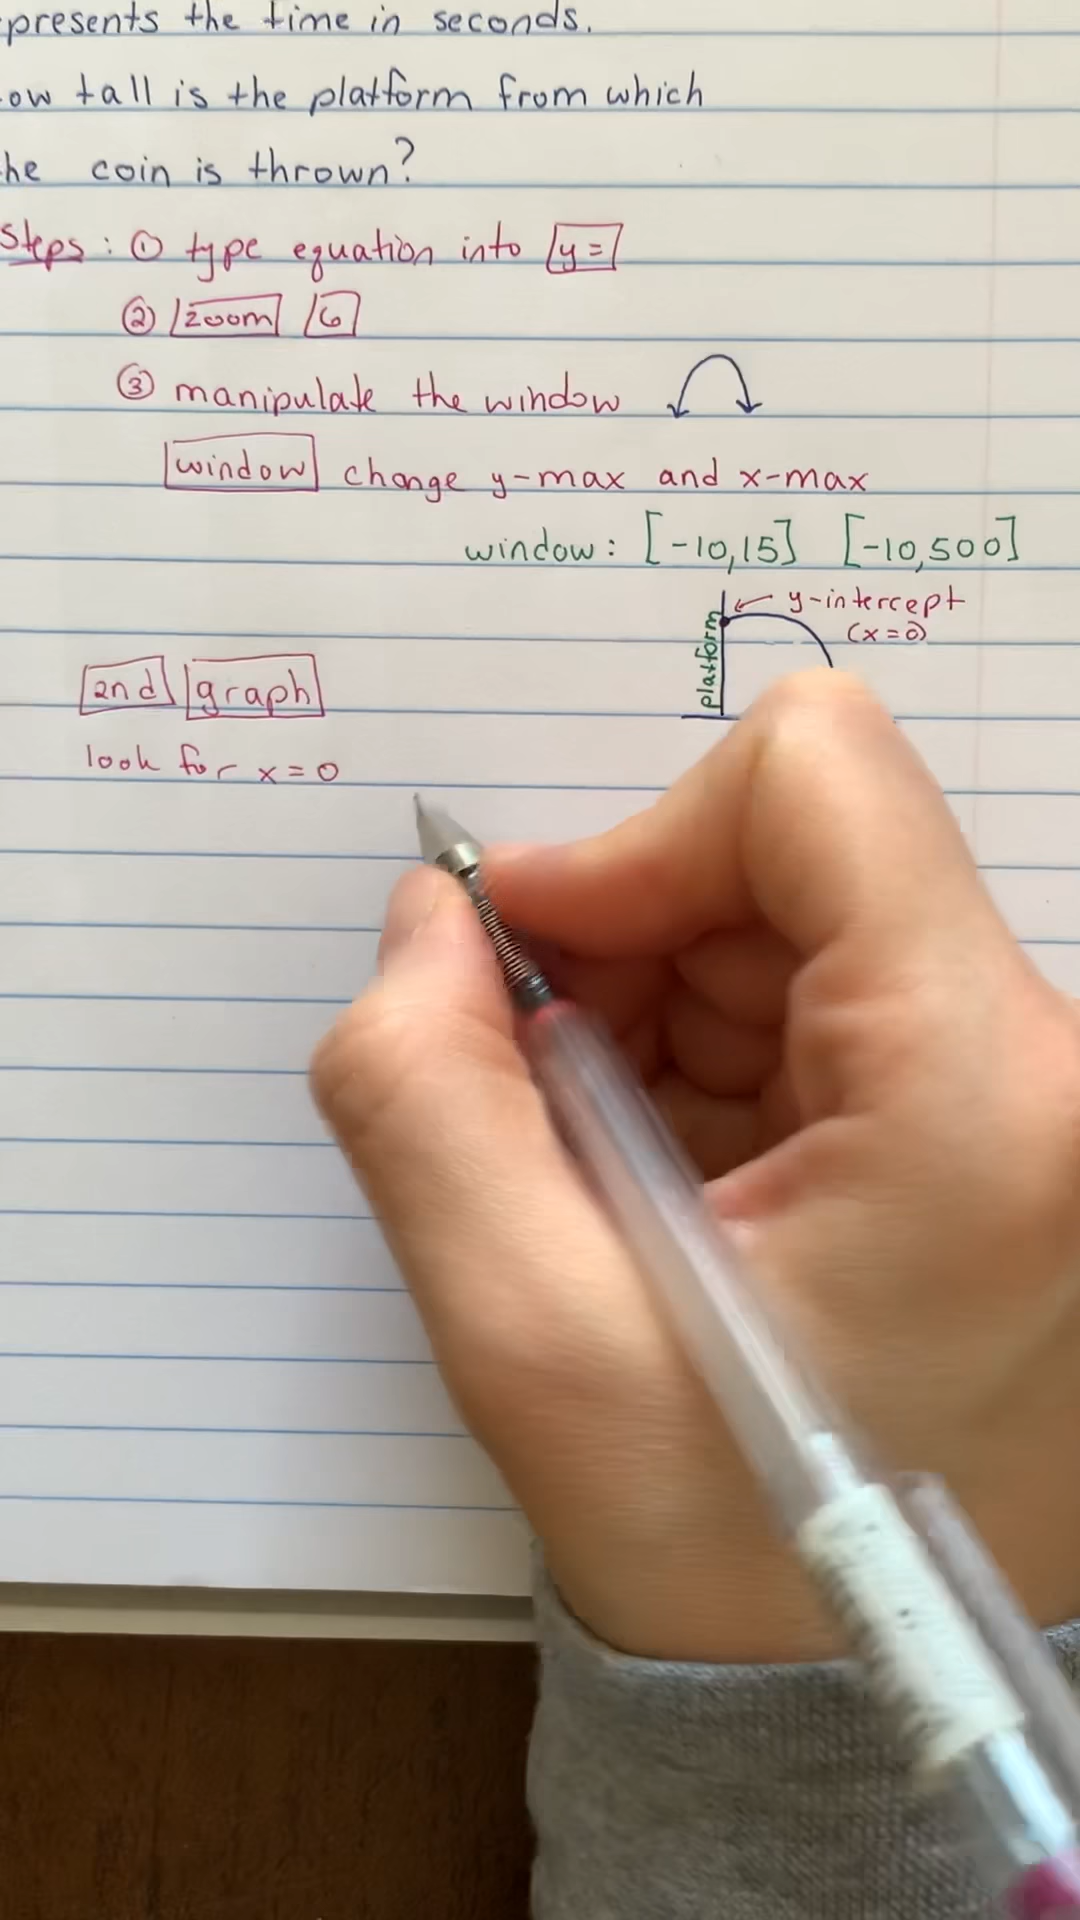 presents the time in seconds.
ow tall is the platform from which
he coin is thrown?
Steps: ① type equation into y=
② zoom 6
③ manipulate the window
window change y-max and x-max
window: [-10,15] [-10,500]
y-intercept
(x=0)
platform
2nd graph
look for x=0